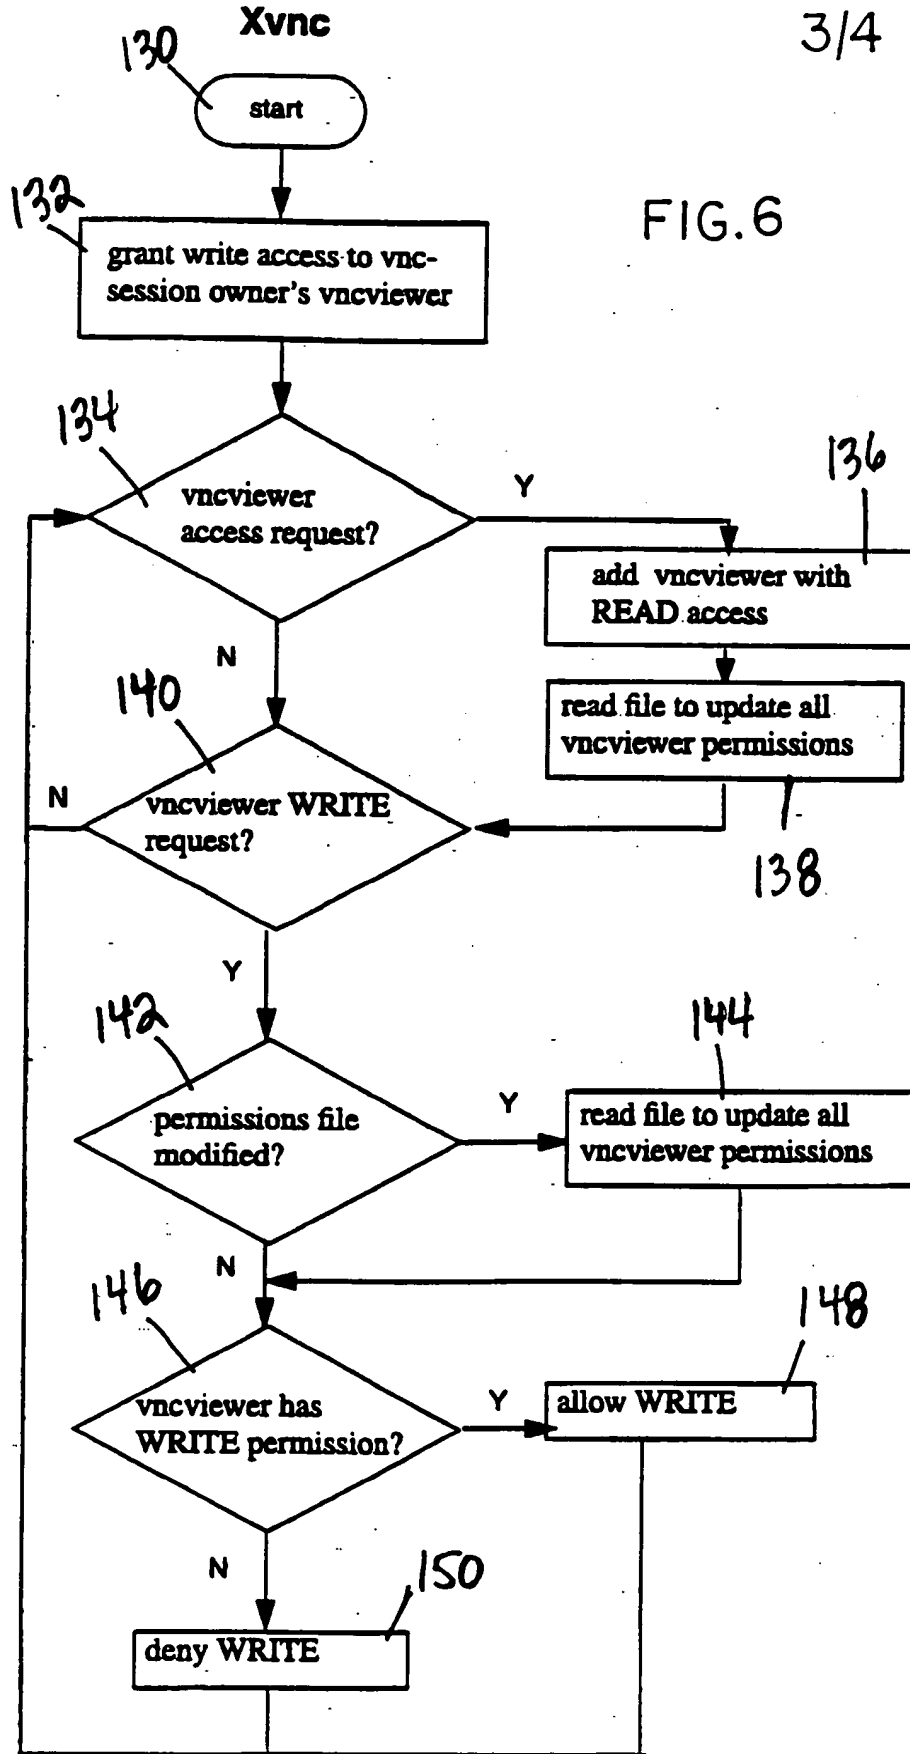 Xvnc
3/4
130
start
132
FIG.6
grant write access to vnc-
session owner's vncviewer
134
136
Y
vncviewer
access request?
add vncviewer with
READ access
N
140
read file to update all
vncviewer permissions
N
vncviewer WRITE
request?
138
Y
142
144
Y
permissions file
modified?
read file to update all
vncviewer permissions
N
146
148
Y
vncviewer has
WRITE permission?
allow WRITE
N
150
deny WRITE